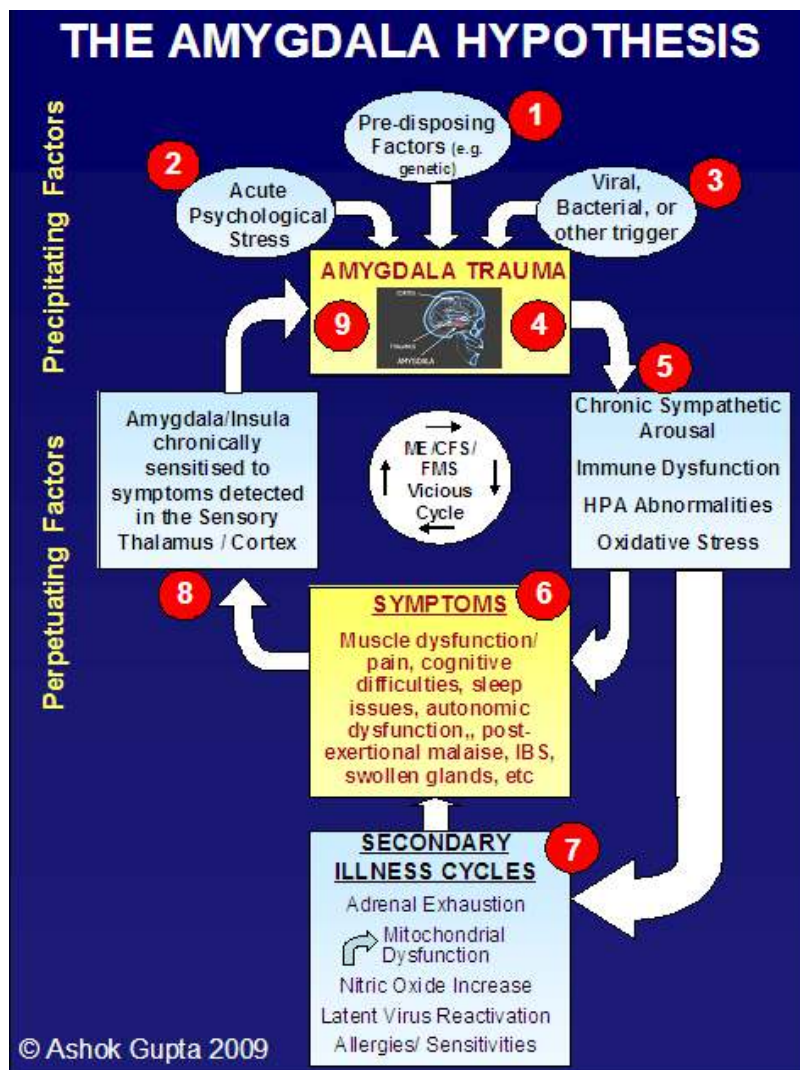 THE AMYGDALA HYPOTHESIS
Precipitating Factors
1
Pre-disposing
Factors (e.g.
genetic)
2
Acute
Psychological
Stress
3
Viral,
Bacterial, or
other trigger
AMYGDALA TRAUMA
9
4
THALAMUS
AMYGDALA
5
Chronic Sympathetic
Arousal
Immune Dysfunction
HPA Abnormalities
Oxidative Stress
Perpetuating Factors
Amygdala/Insula
chronically
sensitised to
symptoms detected
in the Sensory
Thalamus / Cortex
8
ME/CFS/
FMS
Vicious
Cycle
6
SYMPTOMS
Muscle dysfunction/
pain, cognitive
difficulties, sleep
issues, autonomic
dysfunction,, post-
exertional malaise, IBS,
swollen glands, etc
7
SECONDARY
ILLNESS CYCLES
Adrenal Exhaustion
Mitochondrial
Dysfunction
Nitric Oxide Increase
Latent Virus Reactivation
Allergies/ Sensitivities
© Ashok Gupta 2009